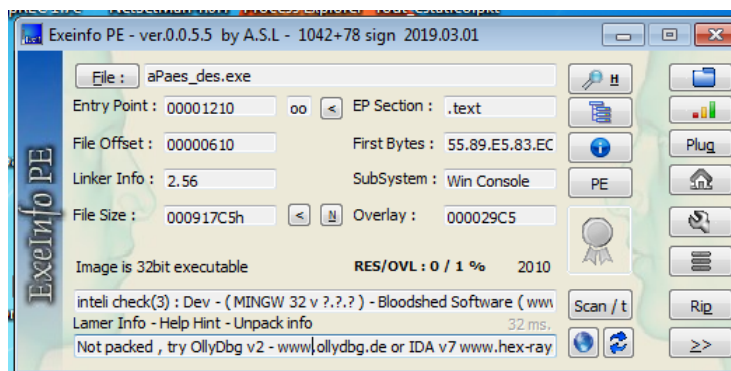 Exeinfo PE - ver.0.0.5.5 by A.S.L - 1042+78 sign 2019.03.01
File : aPaes_des.exe H
Entry Point : 00001210 oo < EP Section : .text
File Offset : 00000610 First Bytes : 55.89.E5.83.EC Plug
Linker Info : 2.56 SubSystem : Win Console PE
File Size : 000917C5h < N Overlay : 000029C5
Image is 32bit executable RES/OVL : 0 / 1 % 2010
inteli check(3) : Dev - ( MINGW 32 v ?.?.? ) - Bloodshed Software ( Scan / t Rip
Lamer Info - Help Hint - Unpack info 32 ms.
Not packed , try OllyDbg v2 - www.ollydbg.de or IDA v7 www.hex-ray >>
ExeInfo PE